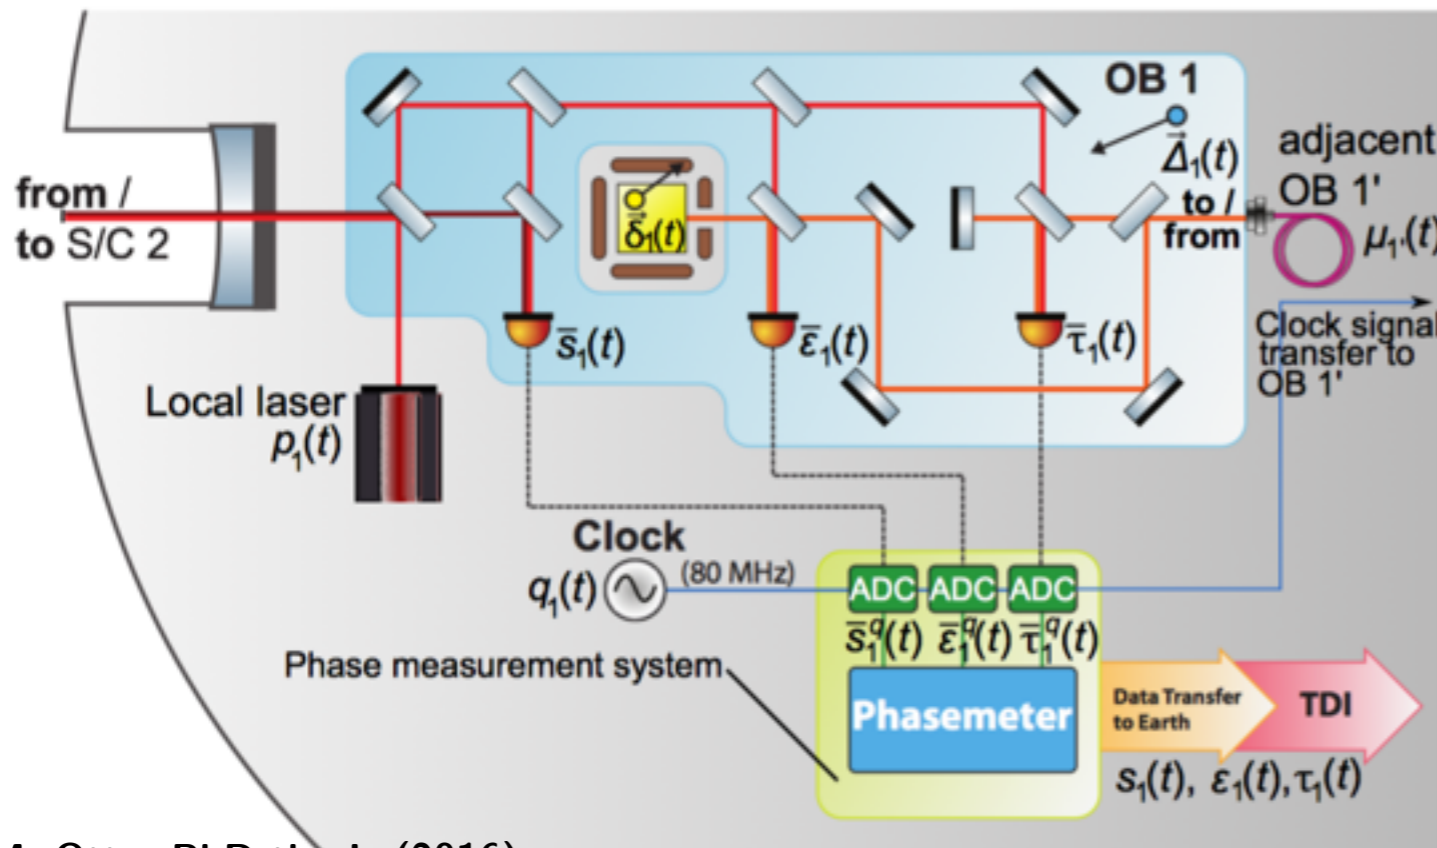 OB 1
Δ⃗₁(t)
adjacent
OB 1'
μ₁'(t)
from /
to S/C 2
to /
from
δ⃗₁(t)
s̅₁(t)
ε̅₁(t)
τ̅₁(t)
Clock signal
transfer to
OB 1'
Local laser
p₁(t)
Clock
q₁(t)
(80 MHz)
ADC ADC ADC
s̅₁^q(t) ε̅₁^q(t) τ̅₁^q(t)
Phase measurement system
Phasemeter
Data Transfer
to Earth
TDI
s₁(t), ε₁(t), τ₁(t)
(2016)